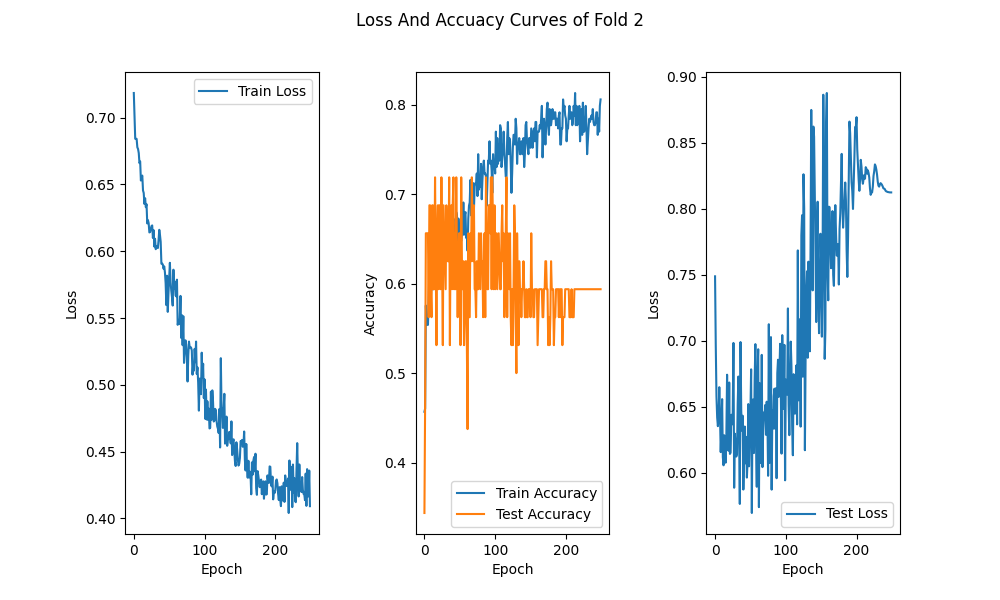 Loss And Accuacy Curves of Fold 2
Loss
0.70
0.65
0.60
0.55
0.50
0.45
0.40
0
100
200
Epoch
Train Loss
Accuracy
0.8
0.7
0.6
0.5
0.4
0
100
200
Epoch
Train Accuracy
Test Accuracy
Loss
0.90
0.85
0.80
0.75
0.70
0.65
0.60
0
100
200
Epoch
Test Loss